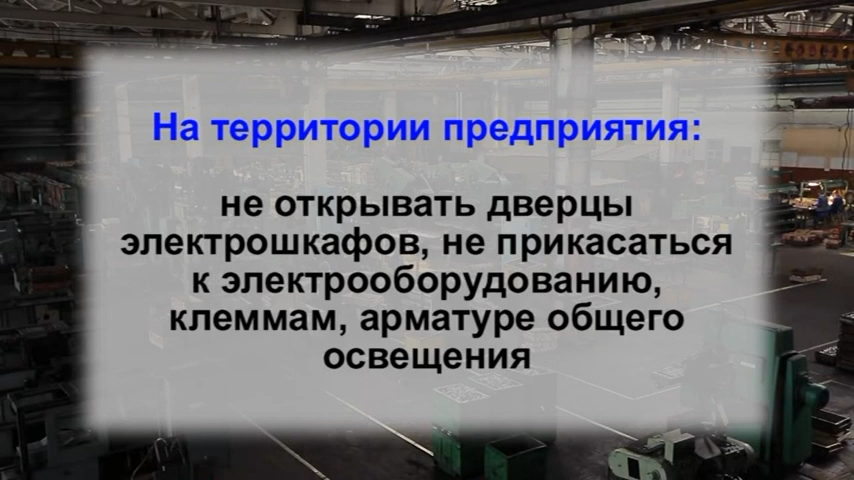 На территории предприятия:
не открывать дверцы
электрошкафов, не прикасаться
к электрооборудованию,
клеммам, арматуре общего
освещения